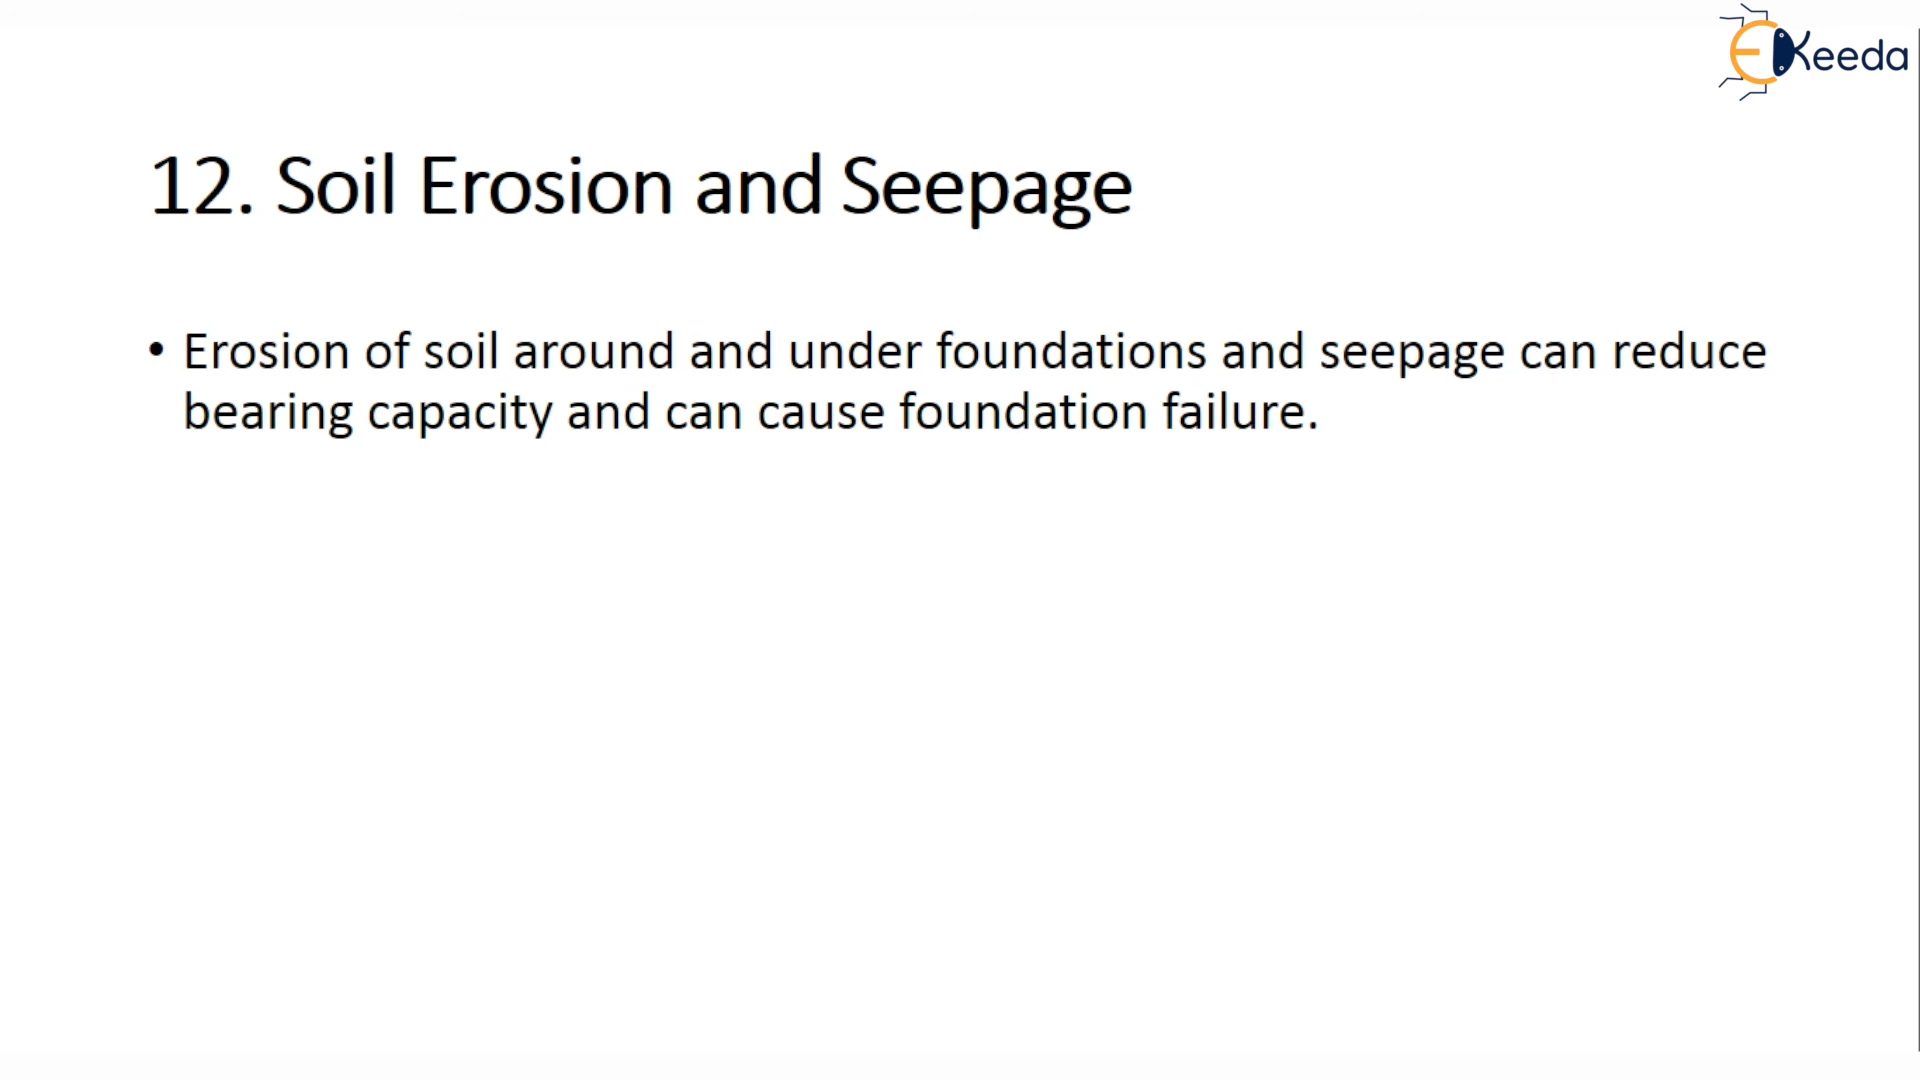 EKeeda
12. Soil Erosion and Seepage
• Erosion of soil around and under foundations and seepage can reduce
bearing capacity and can cause foundation failure.